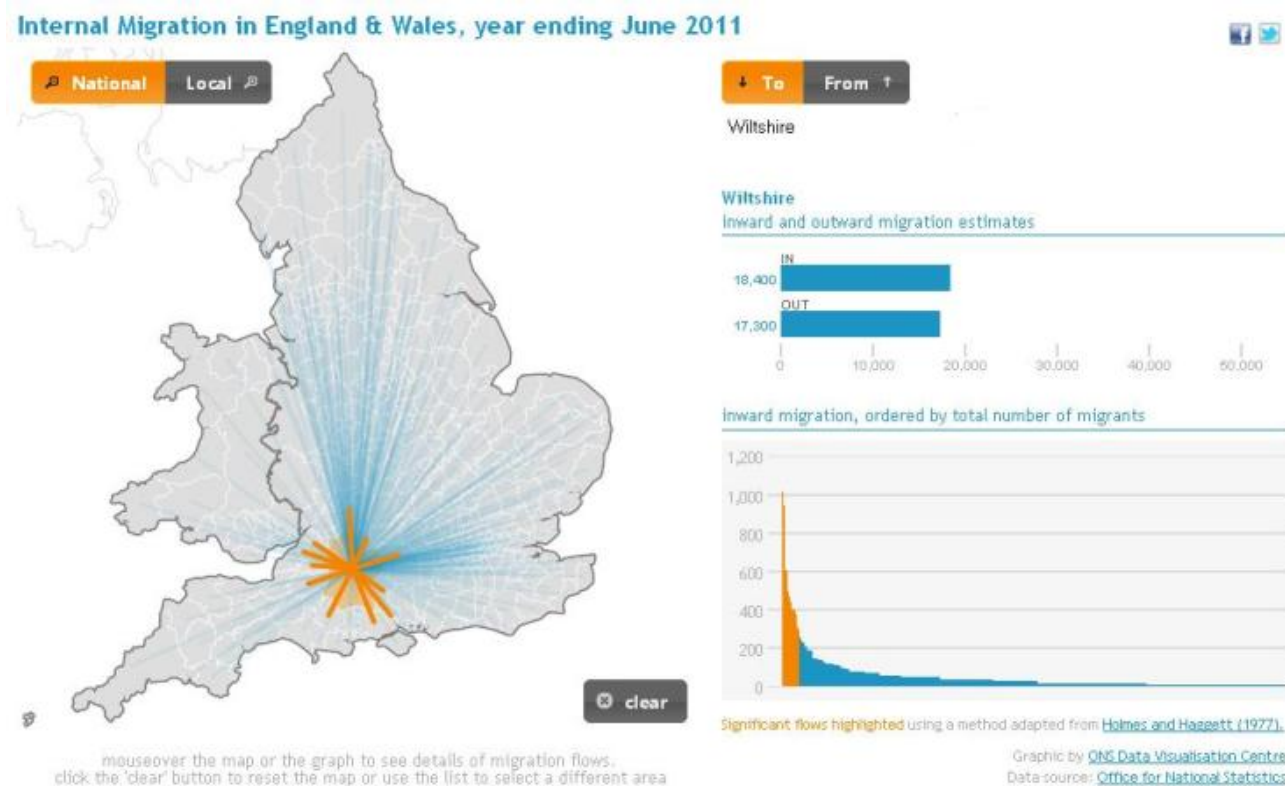 Internal Migration in England & Wales, year ending June 2011
National Local
To From
Wiltshire
Wiltshire
inward and outward migration estimates
IN
18,400
OUT
17,300
0 10,000 20,000 30,000 40,000 50,000
inward migration, ordered by total number of migrants
1,200
1,000
800
600
400
200
0
clear
Significant flows highlighted using a method adapted from Holmes and Haggett (1977).
mouseover the map or the graph to see details of migration flows.
click the 'clear' button to reset the map or use the list to select a different area
Graphic by ONS Data Visualisation Centre
Data source: Office for National Statistics